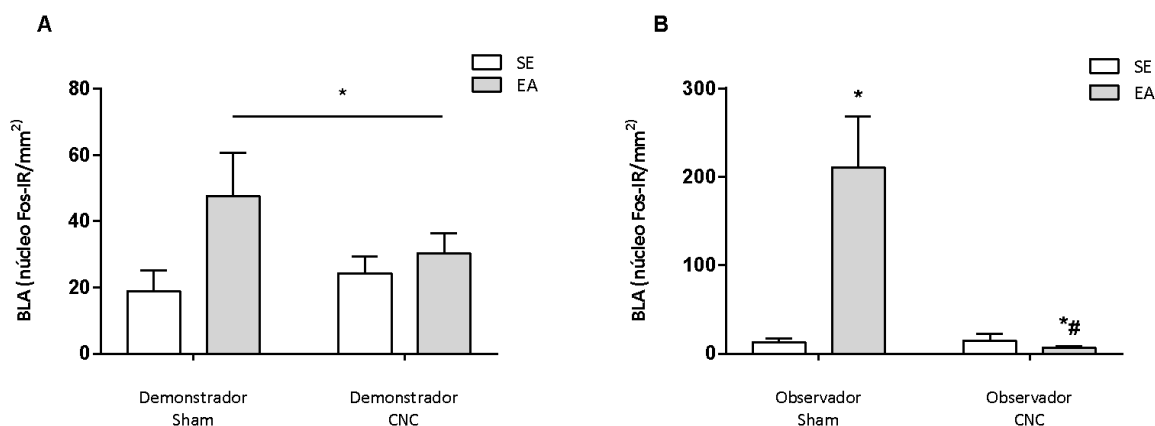 A
SE
EA
80
60
40
20
0
*
BLA (núcleo Fos-IR/mm²)
Demonstrador
Sham
Demonstrador
CNC
B
SE
EA
300
200
100
0
*
*#
BLA (núcleo Fos-IR/mm²)
Observador
Sham
Observador
CNC